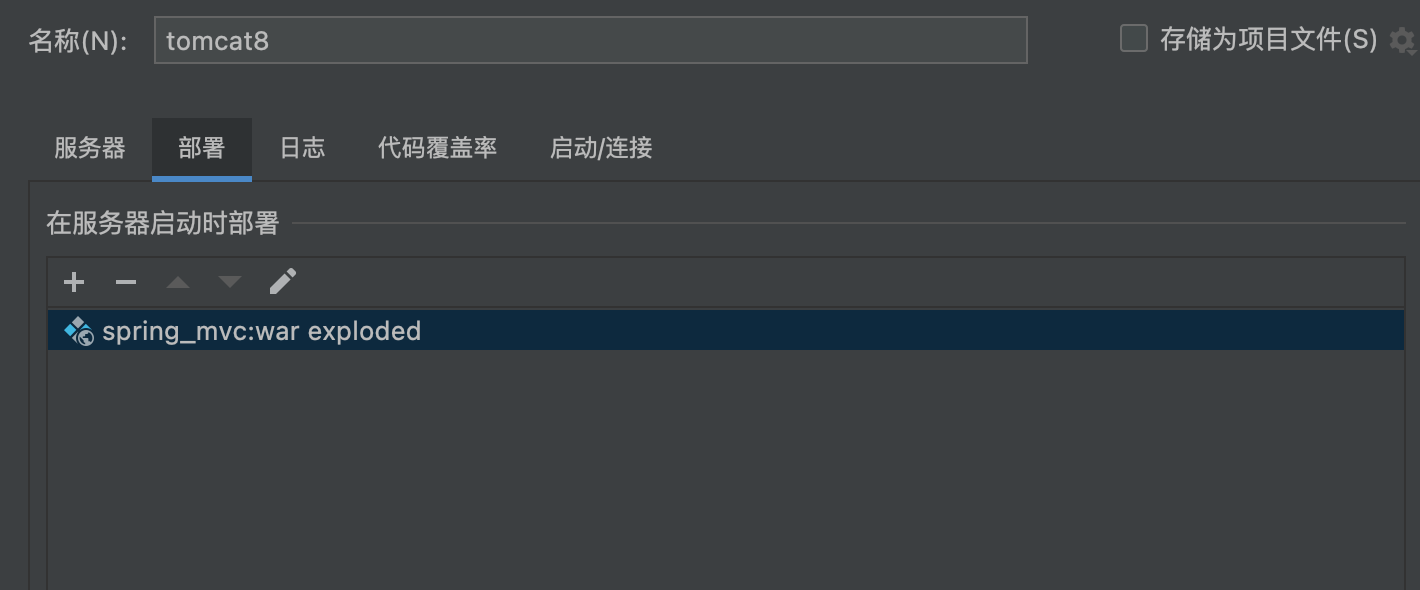 名称(N): tomcat8 存储为项目文件(S)
服务器 部署 日志 代码覆盖率 启动/连接
在服务器启动时部署
spring_mvc:war exploded